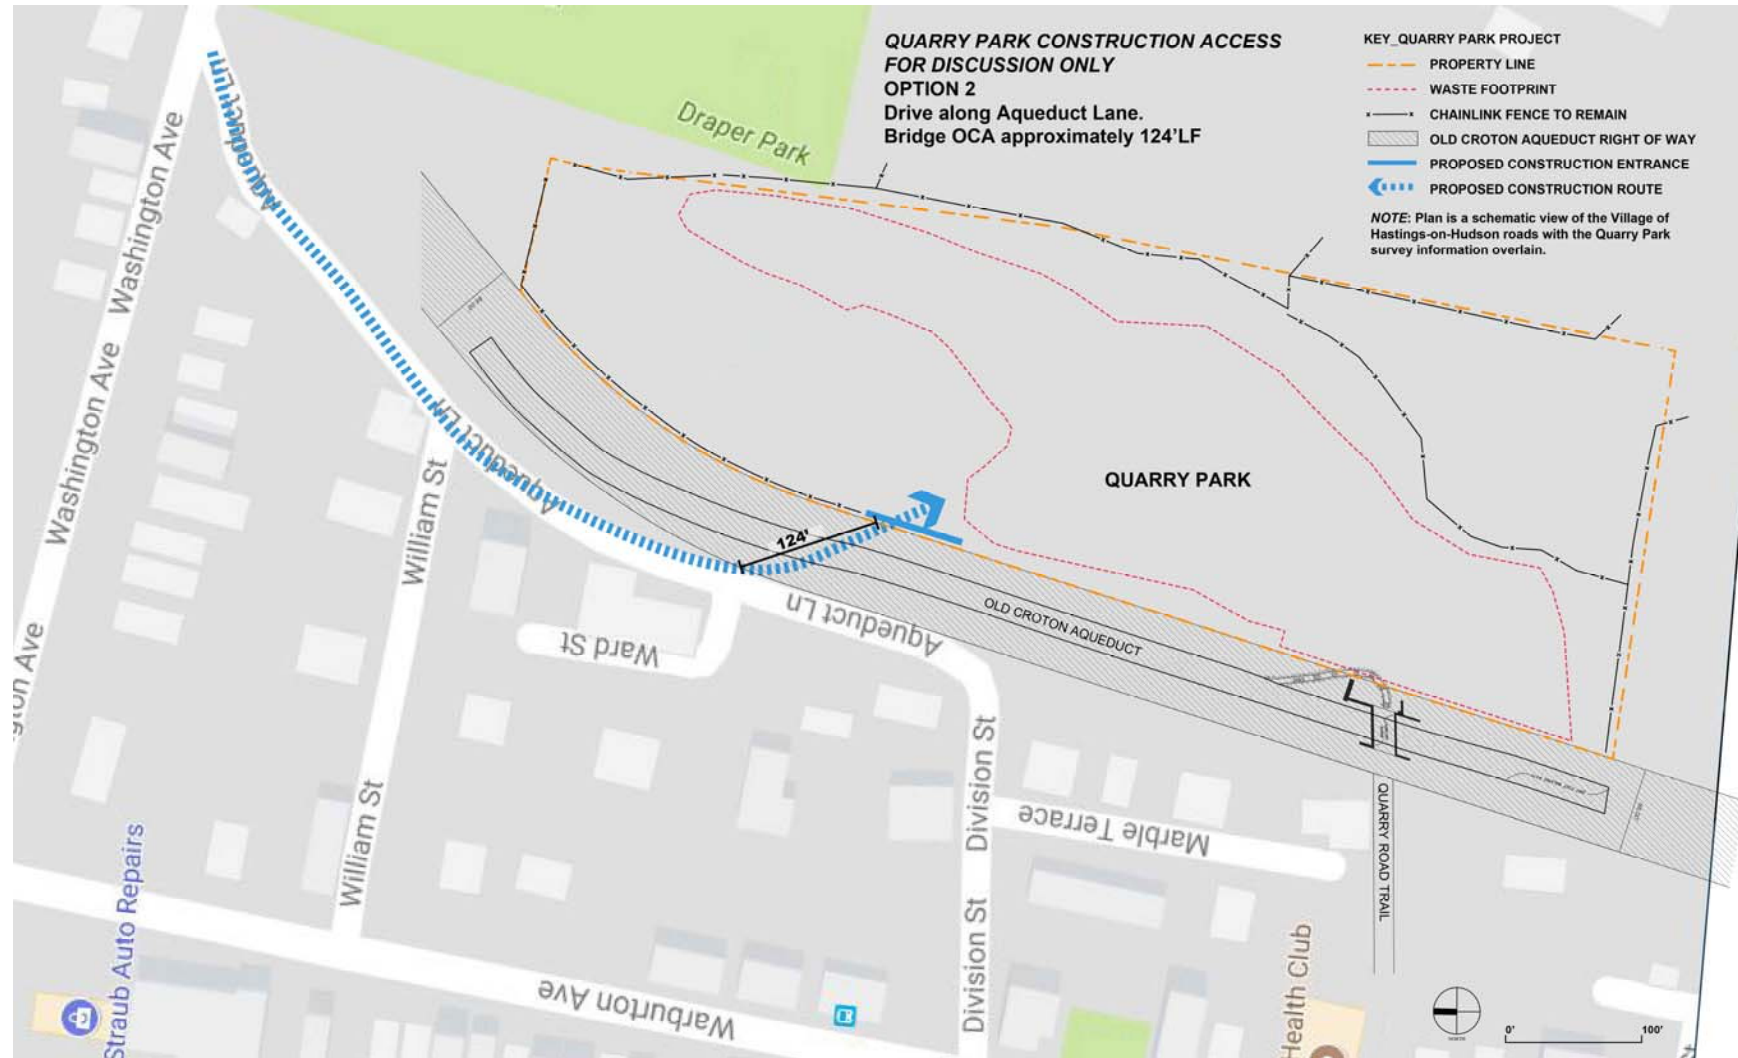 QUARRY PARK CONSTRUCTION ACCESS
FOR DISCUSSION ONLY
OPTION 2
Drive along Aqueduct Lane.
Bridge OCA approximately 124'LF
KEY_QUARRY PARK PROJECT
PROPERTY LINE
WASTE FOOTPRINT
CHAINLINK FENCE TO REMAIN
OLD CROTON AQUEDUCT RIGHT OF WAY
PROPOSED CONSTRUCTION ENTRANCE
PROPOSED CONSTRUCTION ROUTE
NOTE: Plan is a schematic view of the Village of
Hastings-on-Hudson roads with the Quarry Park
survey information overlain.
Draper Park
Aqueduct Ln
Washington Ave
Washington Ave
Washington Ave
gton Ave
Aqueduct Ln
William St
William St
124'
QUARRY PARK
OLD CROTON AQUEDUCT
Aqueduct Ln
Ward St
Division St
Division St
Marble Terrace
QUARRY ROAD TRAIL
Warburton Ave
Straub Auto Repairs
Health Club
0'
100'